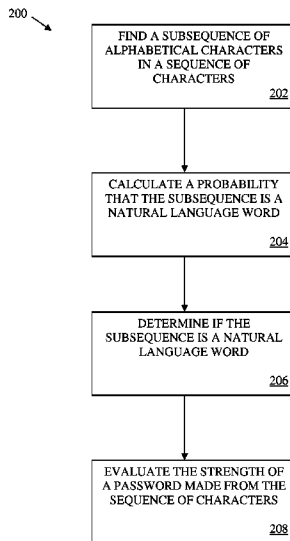 200
FIND A SUBSEQUENCE OF
ALPHABETICAL CHARACTERS
IN A SEQUENCE OF
CHARACTERS
202
CALCULATE A PROBABILITY
THAT THE SUBSEQUENCE IS A
NATURAL LANGUAGE WORD
204
DETERMINE IF THE
SUBSEQUENCE IS A NATURAL
LANGUAGE WORD
206
EVALUATE THE STRENGTH OF
A PASSWORD MADE FROM THE
SEQUENCE OF CHARACTERS
208